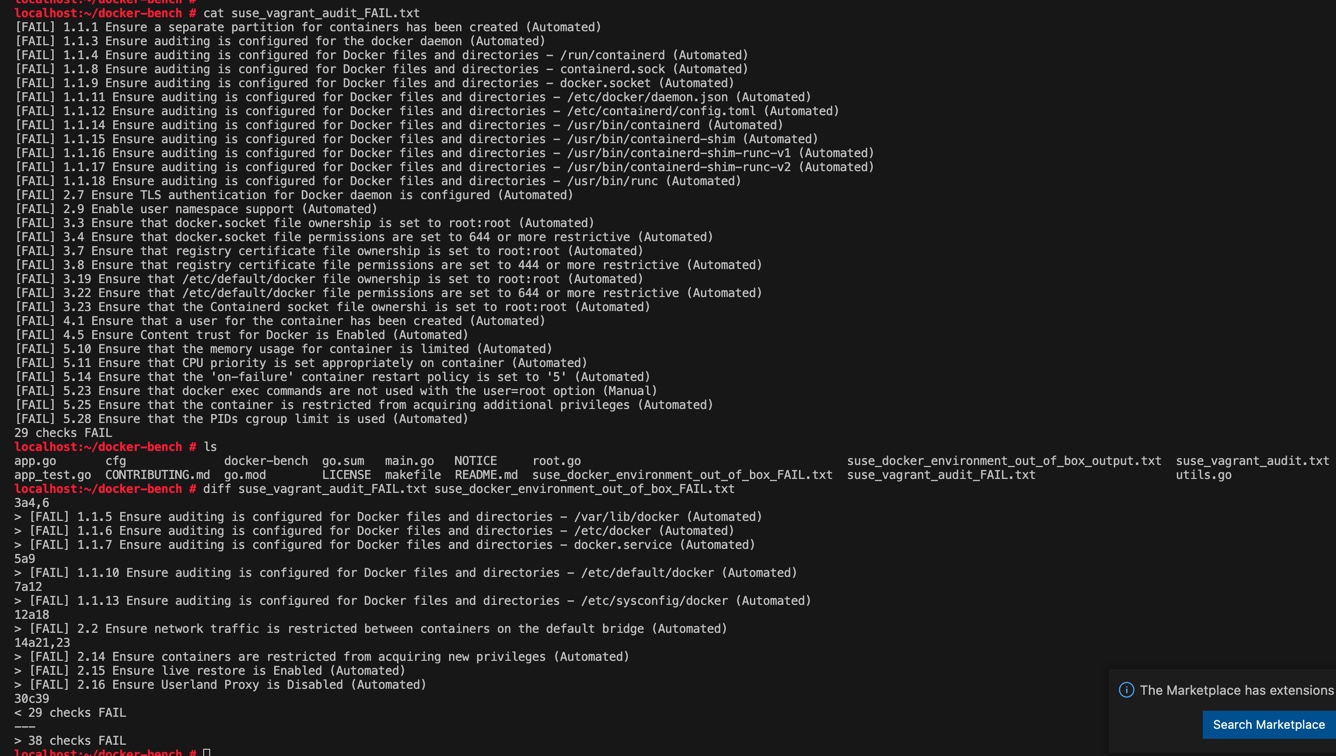 localhost:~/docker-bench #
localhost:~/docker-bench # cat suse_vagrant_audit_FAIL.txt
[FAIL] 1.1.1 Ensure a separate partition for containers has been created (Automated)
[FAIL] 1.1.3 Ensure auditing is configured for the docker daemon (Automated)
[FAIL] 1.1.4 Ensure auditing is configured for Docker files and directories - /run/containerd (Automated)
[FAIL] 1.1.8 Ensure auditing is configured for Docker files and directories - containerd.sock (Automated)
[FAIL] 1.1.9 Ensure auditing is configured for Docker files and directories - docker.socket (Automated)
[FAIL] 1.1.11 Ensure auditing is configured for Docker files and directories - /etc/docker/daemon.json (Automated)
[FAIL] 1.1.12 Ensure auditing is configured for Docker files and directories - /etc/containerd/config.toml (Automated)
[FAIL] 1.1.14 Ensure auditing is configured for Docker files and directories - /usr/bin/containerd (Automated)
[FAIL] 1.1.15 Ensure auditing is configured for Docker files and directories - /usr/bin/containerd-shim (Automated)
[FAIL] 1.1.16 Ensure auditing is configured for Docker files and directories - /usr/bin/containerd-shim-runc-v1 (Automated)
[FAIL] 1.1.17 Ensure auditing is configured for Docker files and directories - /usr/bin/containerd-shim-runc-v2 (Automated)
[FAIL] 1.1.18 Ensure auditing is configured for Docker files and directories - /usr/bin/runc (Automated)
[FAIL] 2.7 Ensure TLS authentication for Docker daemon is configured (Automated)
[FAIL] 2.9 Enable user namespace support (Automated)
[FAIL] 3.3 Ensure that docker.socket file ownership is set to root:root (Automated)
[FAIL] 3.4 Ensure that docker.socket file permissions are set to 644 or more restrictive (Automated)
[FAIL] 3.7 Ensure that registry certificate file ownership is set to root:root (Automated)
[FAIL] 3.8 Ensure that registry certificate file permissions are set to 444 or more restrictive (Automated)
[FAIL] 3.19 Ensure that /etc/default/docker file ownership is set to root:root (Automated)
[FAIL] 3.22 Ensure that /etc/default/docker file permissions are set to 644 or more restrictive (Automated)
[FAIL] 3.23 Ensure that the Containerd socket file ownershi is set to root:root (Automated)
[FAIL] 4.1 Ensure that a user for the container has been created (Automated)
[FAIL] 4.5 Ensure Content trust for Docker is Enabled (Automated)
[FAIL] 5.10 Ensure that the memory usage for container is limited (Automated)
[FAIL] 5.11 Ensure that CPU priority is set appropriately on container (Automated)
[FAIL] 5.14 Ensure that the 'on-failure' container restart policy is set to '5' (Automated)
[FAIL] 5.23 Ensure that docker exec commands are not used with the user=root option (Manual)
[FAIL] 5.25 Ensure that the container is restricted from acquiring additional privileges (Automated)
[FAIL] 5.28 Ensure that the PIDs cgroup limit is used (Automated)
29 checks FAIL
localhost:~/docker-bench # ls
app.go cfg docker-bench go.sum main.go NOTICE root.go suse_docker_environment_out_of_box_output.txt suse_vagrant_audit.txt
app_test.go CONTRIBUTING.md go.mod LICENSE makefile README.md suse_docker_environment_out_of_box_FAIL.txt suse_vagrant_audit_FAIL.txt utils.go
localhost:~/docker-bench # diff suse_vagrant_audit_FAIL.txt suse_docker_environment_out_of_box_FAIL.txt
3a4,6
> [FAIL] 1.1.5 Ensure auditing is configured for Docker files and directories - /var/lib/docker (Automated)
> [FAIL] 1.1.6 Ensure auditing is configured for Docker files and directories - /etc/docker (Automated)
> [FAIL] 1.1.7 Ensure auditing is configured for Docker files and directories - docker.service (Automated)
5a9
> [FAIL] 1.1.10 Ensure auditing is configured for Docker files and directories - /etc/default/docker (Automated)
7a12
> [FAIL] 1.1.13 Ensure auditing is configured for Docker files and directories - /etc/sysconfig/docker (Automated)
12a18
> [FAIL] 2.2 Ensure network traffic is restricted between containers on the default bridge (Automated)
14a21,23
> [FAIL] 2.14 Ensure containers are restricted from acquiring new privileges (Automated)
> [FAIL] 2.15 Ensure live restore is Enabled (Automated)
> [FAIL] 2.16 Ensure Userland Proxy is Disabled (Automated)
30c39
< 29 checks FAIL
---
> 38 checks FAIL
localhost:~/docker-bench #
The Marketplace has extensions
Search Marketplace